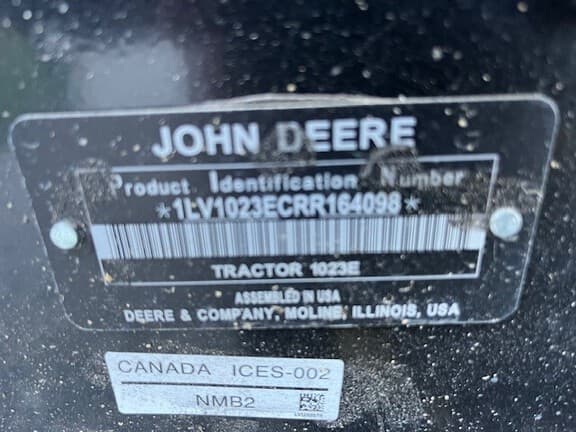 JOHN DEERE
Product Identification Number
*1LV1023ECRR164098*
TRACTOR 1023E
ASSEMBLED IN USA
DEERE & COMPANY, MOLINE, ILLINOIS, USA
CANADA ICES-002
NMB2